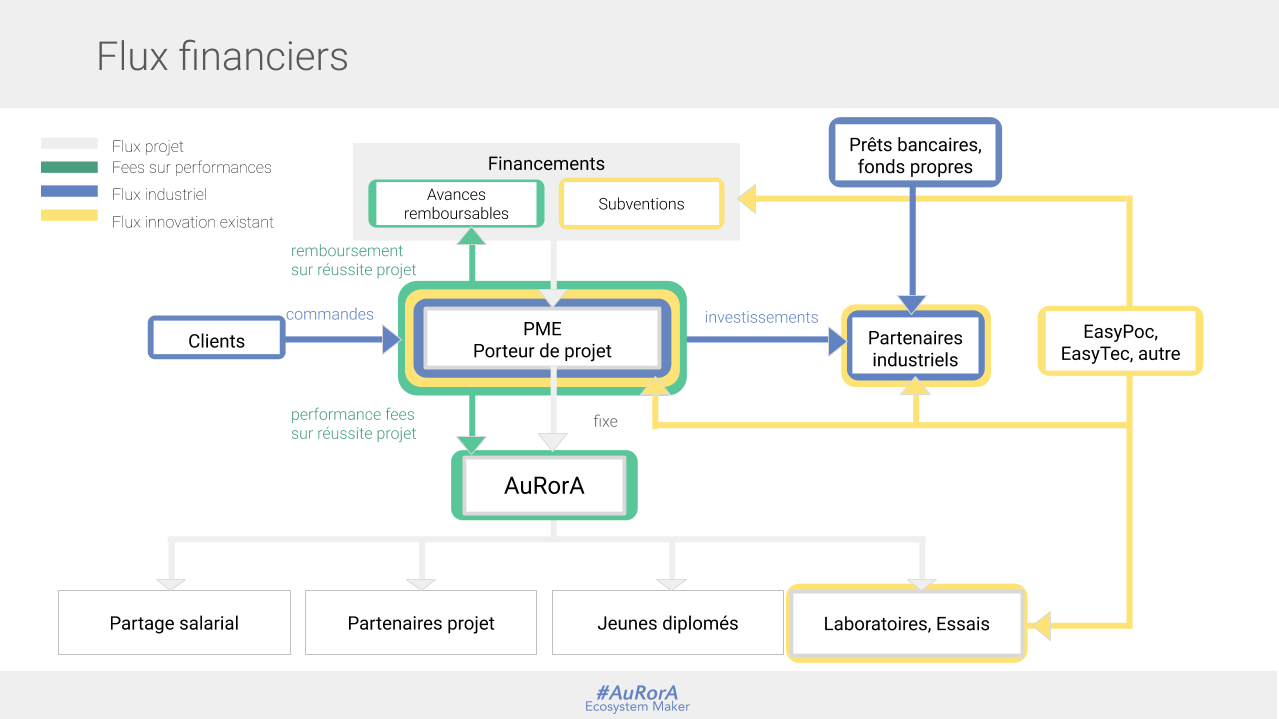 Flux financiers
Flux projet
Fees sur performances
Flux industriel
Flux innovation existant
Financements
Avances
remboursables
Subventions
Prêts bancaires,
fonds propres
remboursement
sur réussite projet
Clients
commandes
PME
Porteur de projet
investissements
Partenaires
industriels
EasyPoc,
EasyTec, autre
performance fees
sur réussite projet
fixe
AuRorA
Partage salarial
Partenaires projet
Jeunes diplomés
Laboratoires, Essais
#AuRorA
Ecosystem Maker